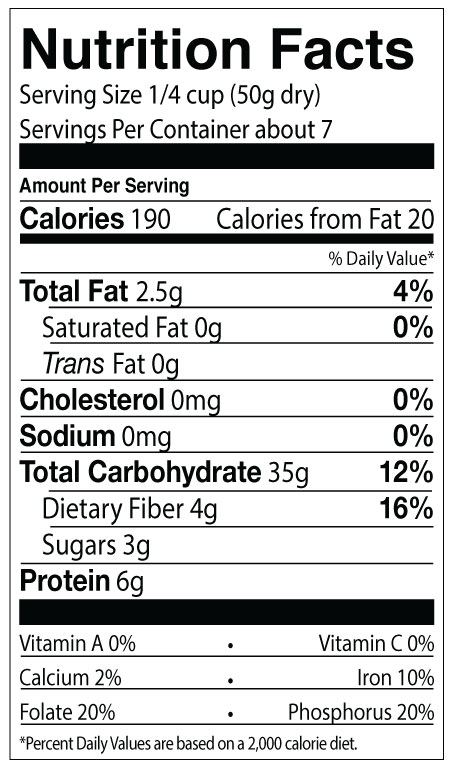 Nutrition Facts
Serving Size 1/4 cup (50g dry)
Servings Per Container about 7
Amount Per Serving
Calories 190 Calories from Fat 20
% Daily Value*
Total Fat 2.5g 4%
Saturated Fat 0g 0%
Trans Fat 0g
Cholesterol 0mg 0%
Sodium 0mg 0%
Total Carbohydrate 35g 12%
Dietary Fiber 4g 16%
Sugars 3g
Protein 6g
Vitamin A 0% • Vitamin C 0%
Calcium 2% • Iron 10%
Folate 20% • Phosphorus 20%
*Percent Daily Values are based on a 2,000 calorie diet.